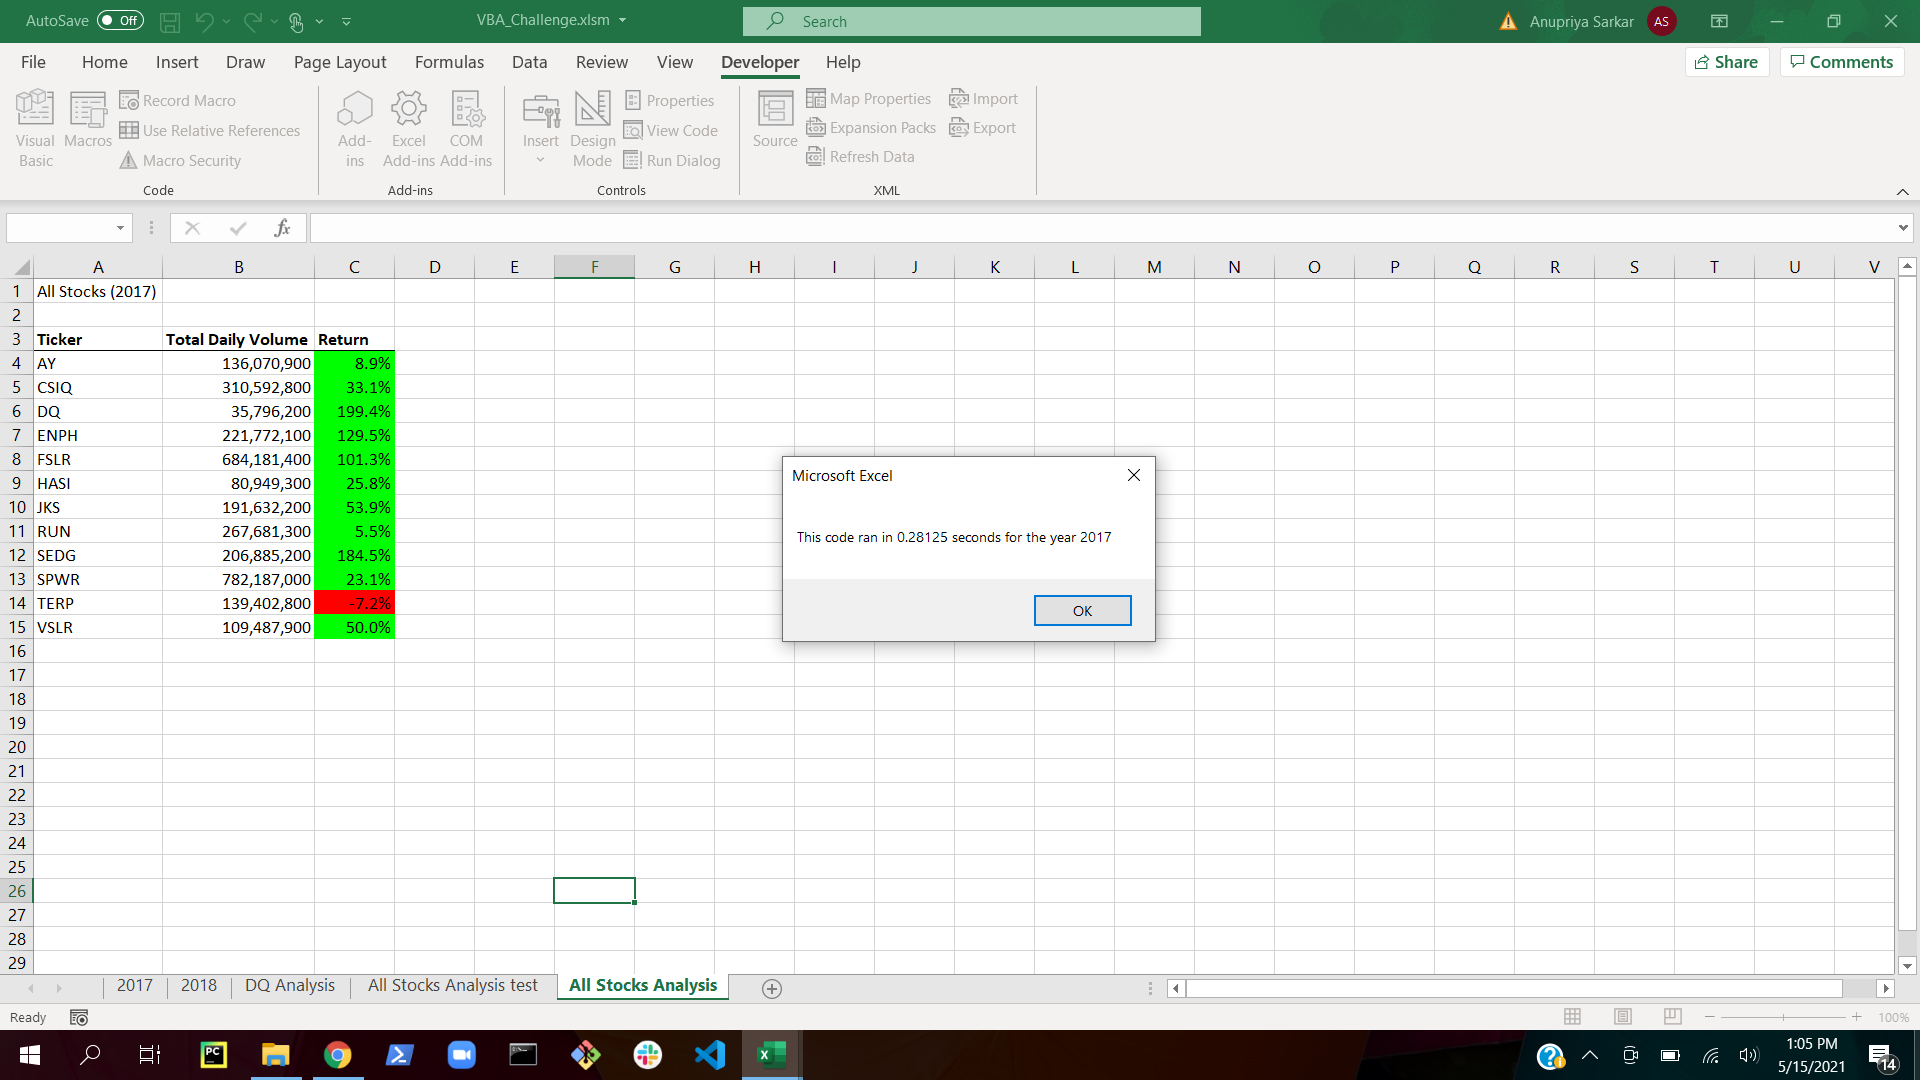 AutoSave Off VBA_Challenge.xlsm Search Anupriya Sarkar AS
File Home Insert Draw Page Layout Formulas Data Review View Developer Help Share Comments
Visual Basic
Macros
Record Macro
Use Relative References
Macro Security
Code
Add-ins
Excel Add-ins
COM Add-ins
Add-ins
Insert
Design Mode
Properties
View Code
Run Dialog
Controls
Source
Map Properties
Expansion Packs
Refresh Data
Import
Export
XML
fx
A B C D E F G H I J K L M N O P Q R S T U V
1 All Stocks (2017)
2
3 Ticker Total Daily Volume Return
4 AY 136,070,900 8.9%
5 CSIQ 310,592,800 33.1%
6 DQ 35,796,200 199.4%
7 ENPH 221,772,100 129.5%
8 FSLR 684,181,400 101.3%
9 HASI 80,949,300 25.8%
10 JKS 191,632,200 53.9%
11 RUN 267,681,300 5.5%
12 SEDG 206,885,200 184.5%
13 SPWR 782,187,000 23.1%
14 TERP 139,402,800 -7.2%
15 VSLR 109,487,900 50.0%
16
17
18
19
20
21
22
23
24
25
26
27
28
29
Microsoft Excel
This code ran in 0.28125 seconds for the year 2017
OK
2017 2018 DQ Analysis All Stocks Analysis test All Stocks Analysis
Ready 100%
PC
1:05 PM
5/15/2021
14